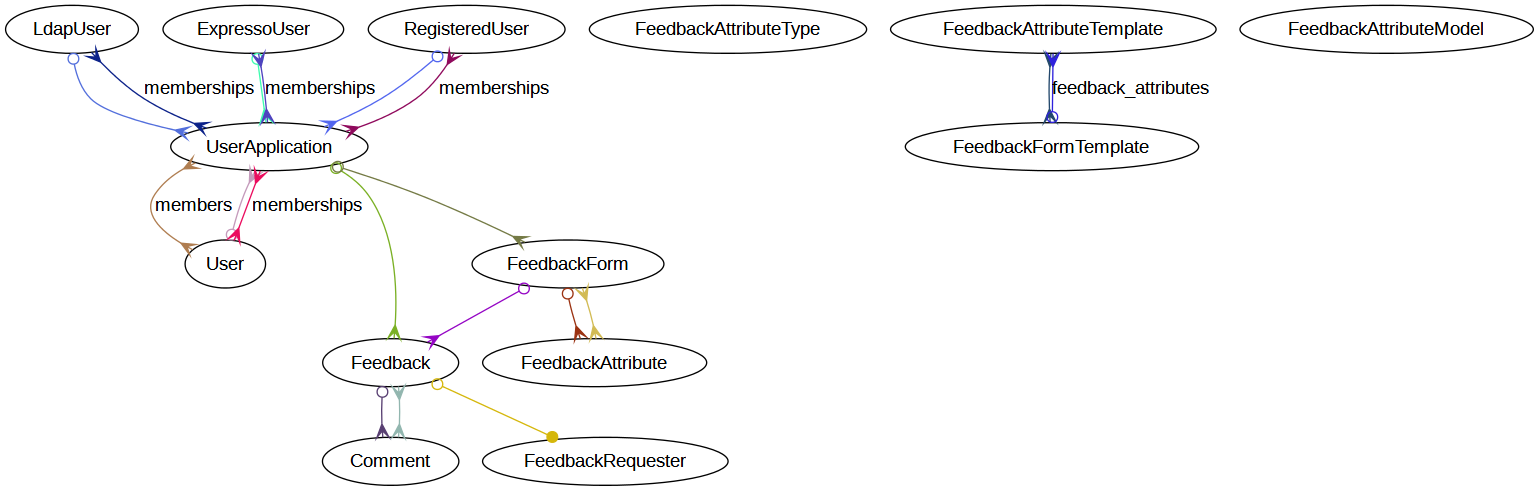 LdapUser
ExpressoUser
RegisteredUser
FeedbackAttributeType
FeedbackAttributeTemplate
FeedbackAttributeModel
memberships
memberships
memberships
feedback_attributes
UserApplication
FeedbackFormTemplate
members
memberships
User
FeedbackForm
Feedback
FeedbackAttribute
Comment
FeedbackRequester